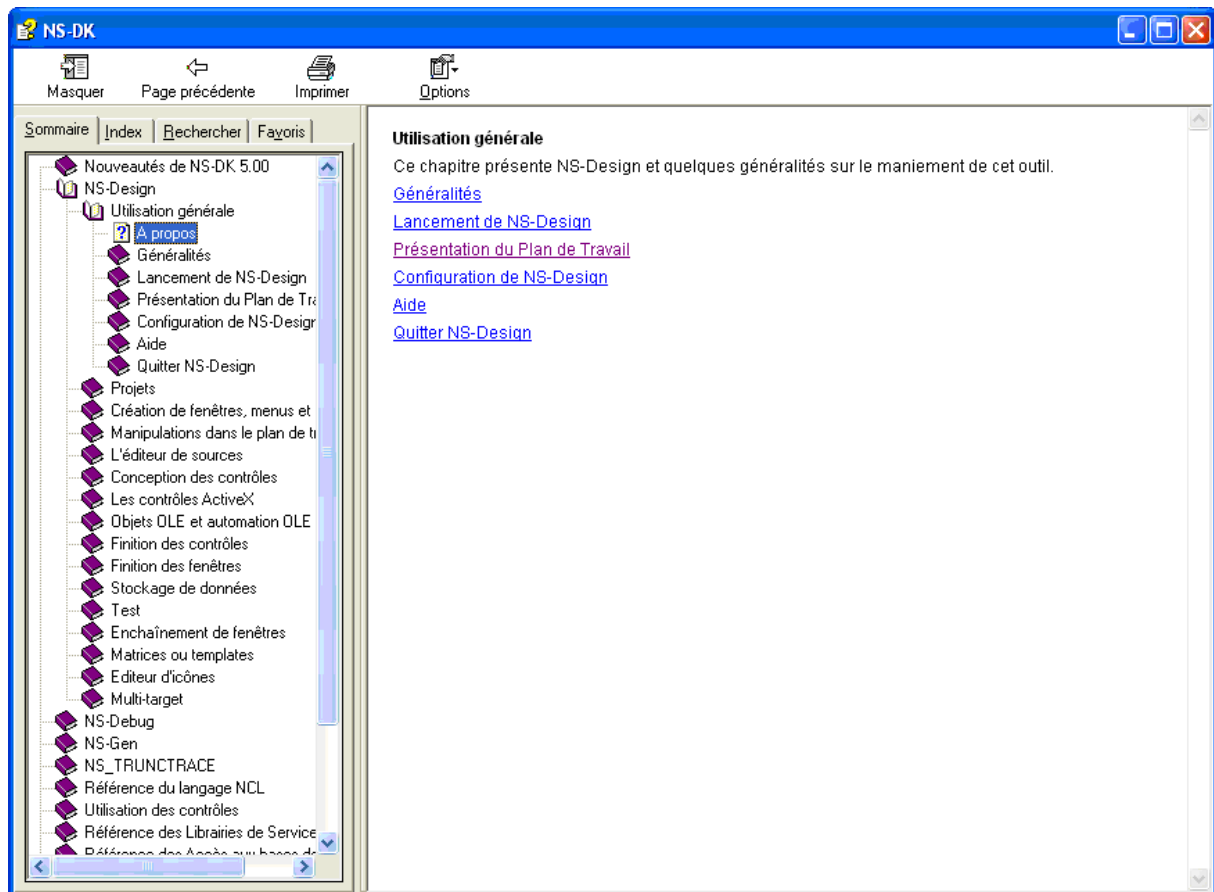 NS-DK
Masquer Page précédente Imprimer Options
Sommaire Index Rechercher Favoris
Nouveautés de NS-DK 5.00
NS-Design
Utilisation générale
A propos
Généralités
Lancement de NS-Design
Présentation du Plan de Tra
Configuration de NS-Design
Aide
Quitter NS-Design
Projets
Création de fenêtres, menus et
Manipulations dans le plan de tr
L'éditeur de sources
Conception des contrôles
Les contrôles ActiveX
Objets OLE et automation OLE
Finition des contrôles
Finition des fenêtres
Stockage de données
Test
Enchaînement de fenêtres
Matrices ou templates
Editeur d'icônes
Multi-target
NS-Debug
NS-Gen
NS_TRUNCTRACE
Référence du langage NCL
Utilisation des contrôles
Référence des Librairies de Service
Référence des Accès aux bases de
Utilisation générale
Ce chapitre présente NS-Design et quelques généralités sur le maniement de cet outil.
Généralités
Lancement de NS-Design
Présentation du Plan de Travail
Configuration de NS-Design
Aide
Quitter NS-Design